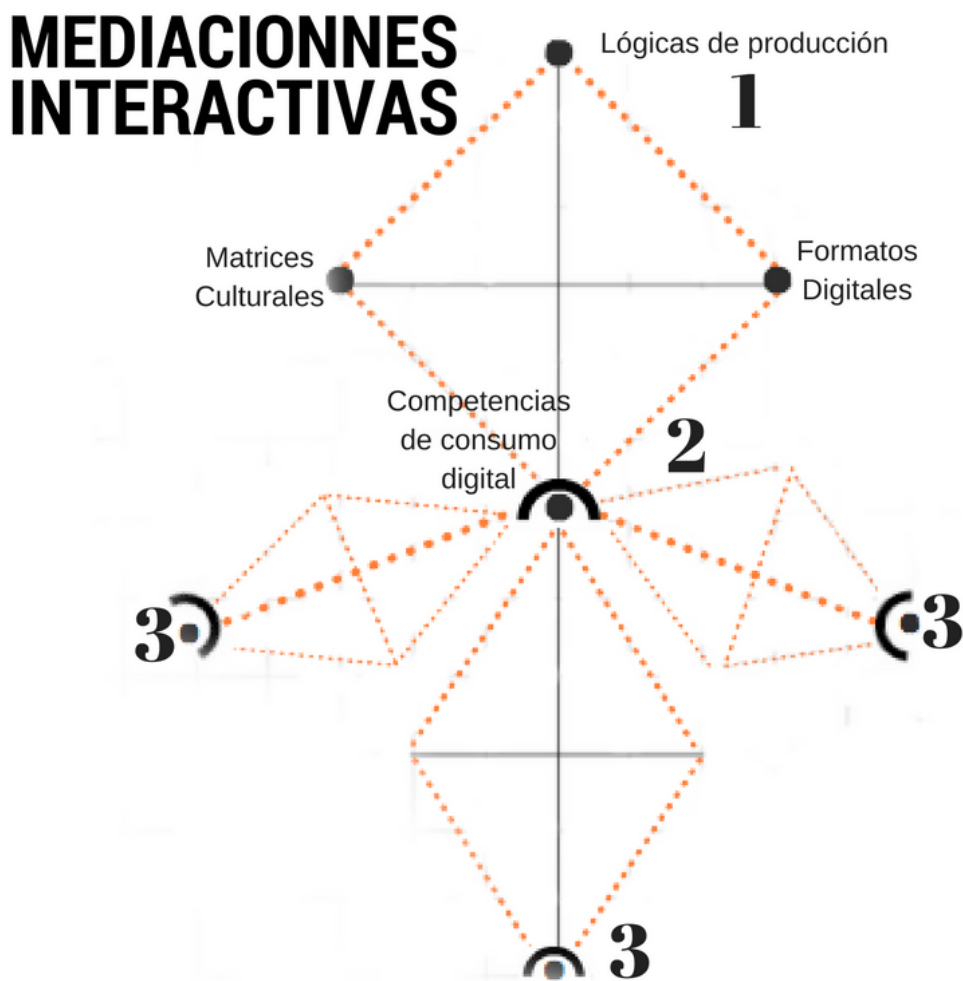 MEDIACIONNES
INTERACTIVAS
Lógicas de producción
1
Matrices
Culturales
Formatos
Digitales
Competencias
de consumo
digital
2
3
3
3